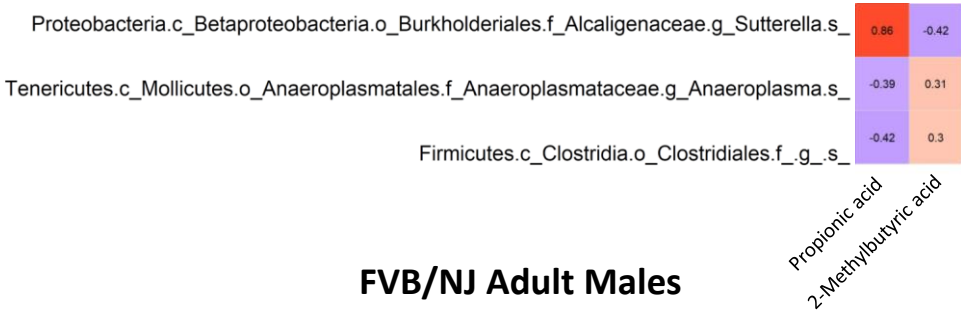 Proteobacteria.c_Betaproteobacteria.o_Burkholderiales.f_Alcaligenaceae.g_Sutterella.s_ 0.86 -0.42
Tenericutes.c_Mollicutes.o_Anaeroplasmatales.f_Anaeroplasmataceae.g_Anaeroplasma.s_ -0.39 0.31
Firmicutes.c_Clostridia.o_Clostridiales.f_.g_.s_ -0.42 0.3
Propionic acid
2-Methylbutyric acid
FVB/NJ Adult Males